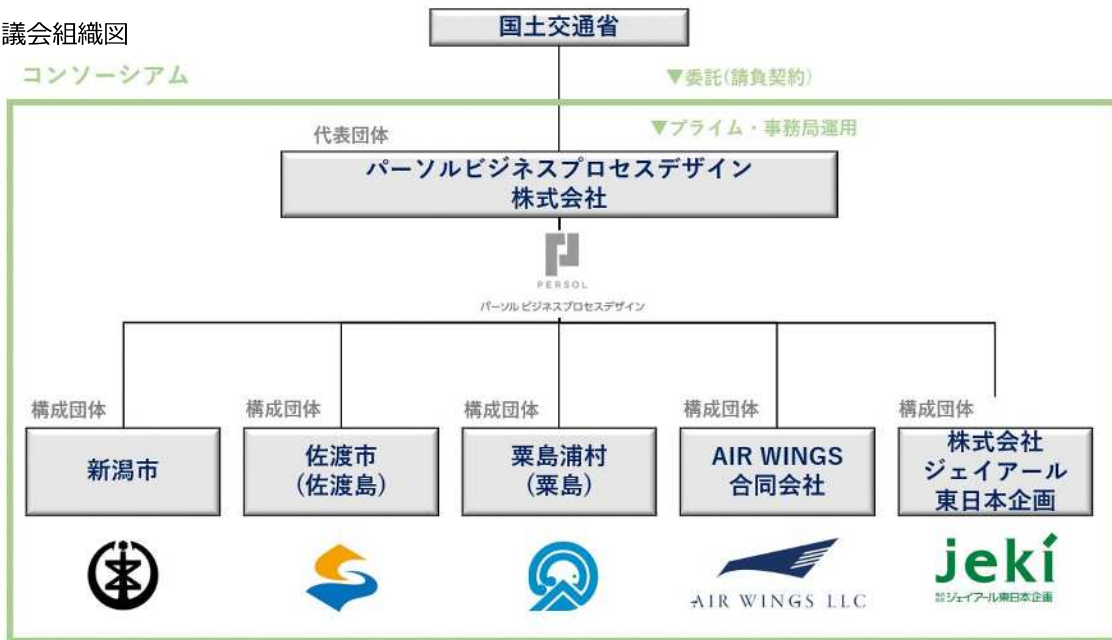 議会組織図
国土交通省
コンソーシアム
▼委託(請負契約)
▼プライム・事務局運用
代表団体
パーソルビジネスプロセスデザイン
株式会社
PERSOL
パーソル ビジネスプロセスデザイン
構成団体
構成団体
構成団体
構成団体
構成団体
新潟市
佐渡市
(佐渡島)
粟島浦村
(粟島)
AIR WINGS
合同会社
株式会社
ジェイアール
東日本企画
AIR WINGS LLC
jeki
株式会社ジェイアール東日本企画